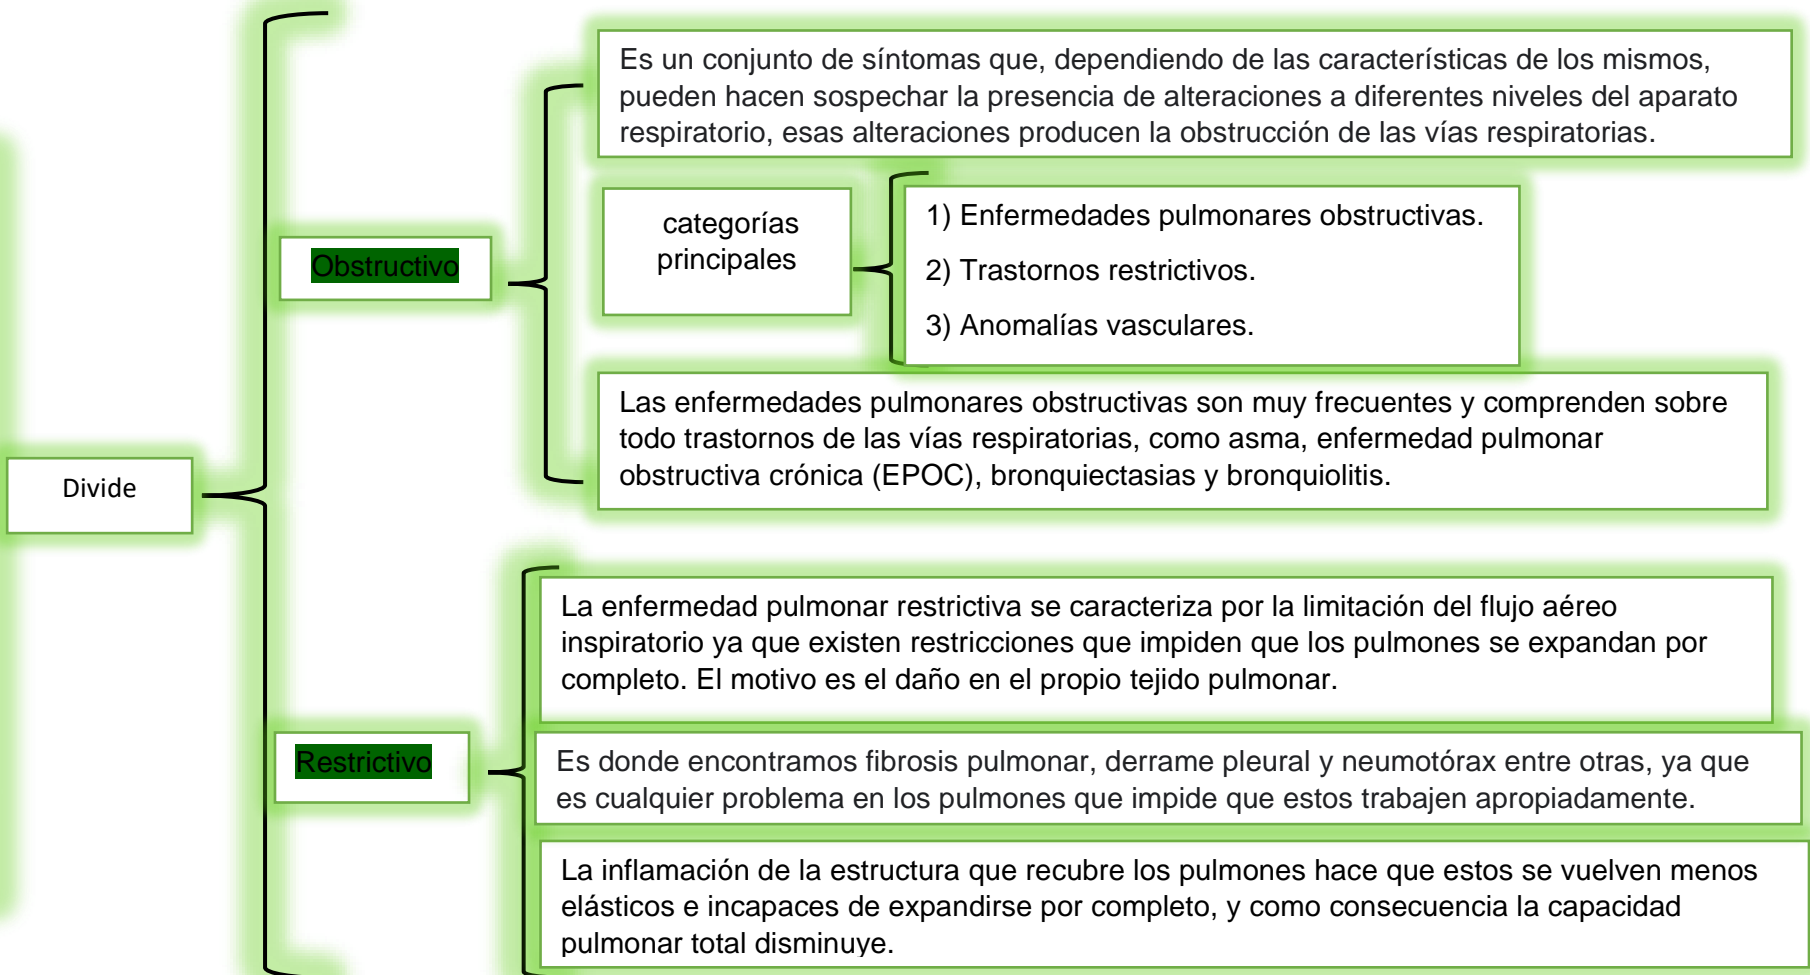 Divide
Obstructivo
Es un conjunto de síntomas que, dependiendo de las características de los mismos,
pueden hacen sospechar la presencia de alteraciones a diferentes niveles del aparato
respiratorio, esas alteraciones producen la obstrucción de las vías respiratorias.
categorías
principales
1) Enfermedades pulmonares obstructivas.
2) Trastornos restrictivos.
3) Anomalías vasculares.
Las enfermedades pulmonares obstructivas son muy frecuentes y comprenden sobre
todo trastornos de las vías respiratorias, como asma, enfermedad pulmonar
obstructiva crónica (EPOC), bronquiectasias y bronquiolitis.
Restrictivo
La enfermedad pulmonar restrictiva se caracteriza por la limitación del flujo aéreo
inspiratorio ya que existen restricciones que impiden que los pulmones se expandan por
completo. El motivo es el daño en el propio tejido pulmonar.
Es donde encontramos fibrosis pulmonar, derrame pleural y neumotórax entre otras, ya que
es cualquier problema en los pulmones que impide que estos trabajen apropiadamente.
La inflamación de la estructura que recubre los pulmones hace que estos se vuelven menos
elásticos e incapaces de expandirse por completo, y como consecuencia la capacidad
pulmonar total disminuye.